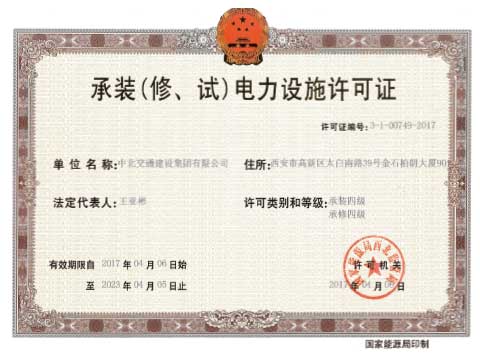 承装(修、试)电力设施许可证
许可证编号:3-1-00749-2017
单位名称:中北交通建设集团有限公司 住所:西安市高新区太白南路39号金石柏朗大厦901
法定代表人:王亚彬 许可类别和等级:承装四级
承修四级
有效期限自 2017 年 04 月 06 日始 许可机关
至 2023 年 04 月 05 日止 2017 年 04 月 06 日
国家能源局印制